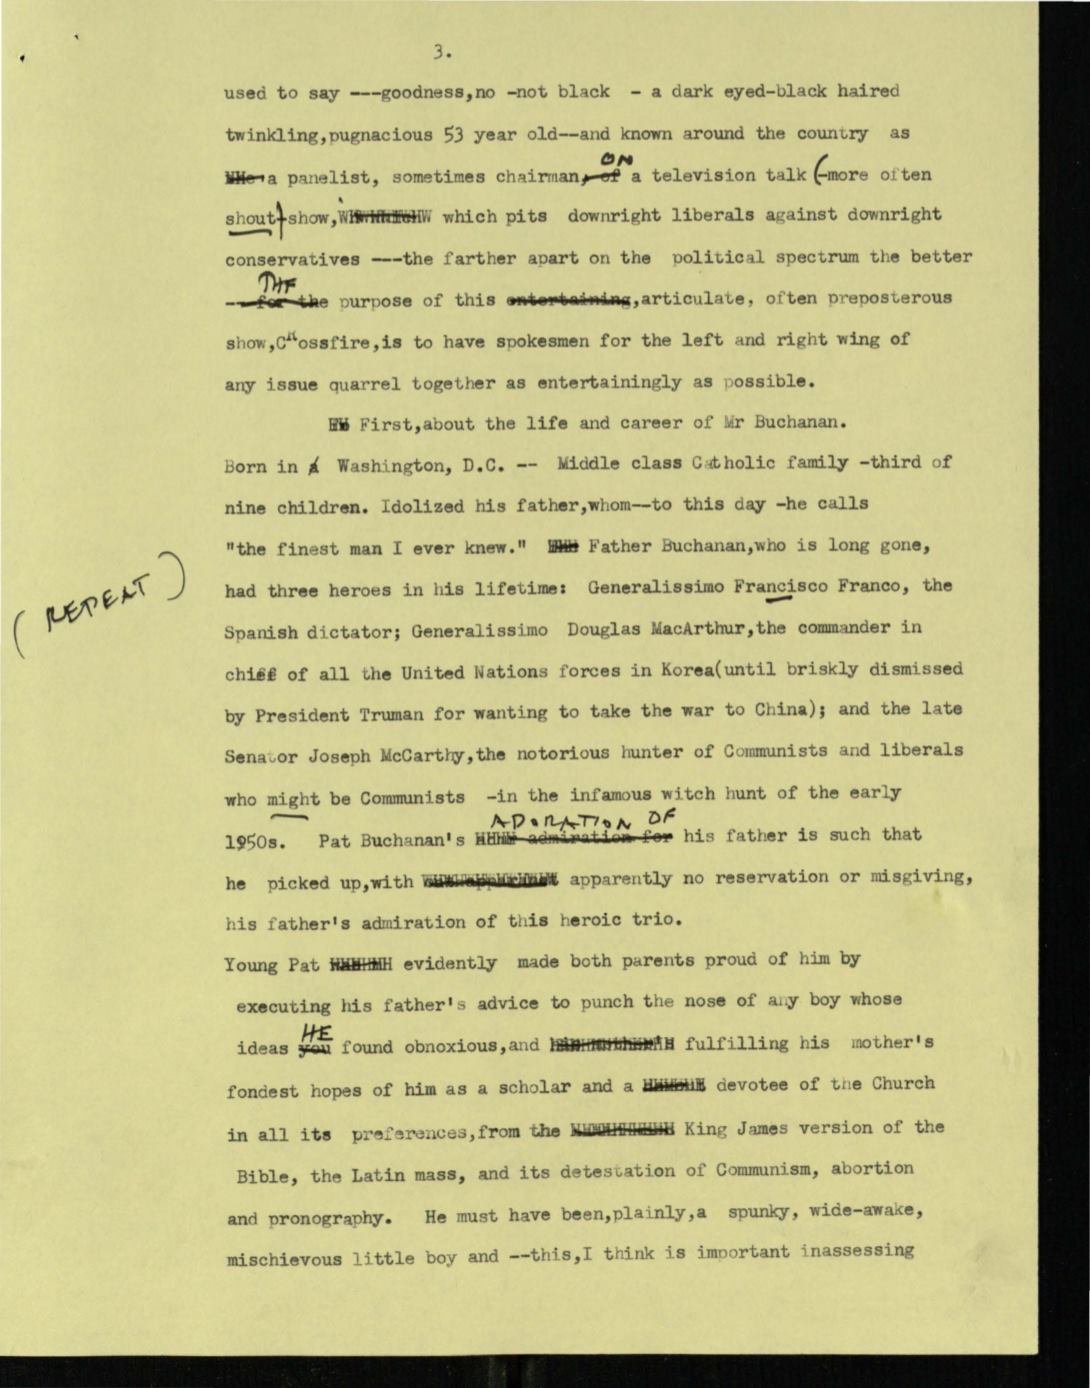 3.
used to say ---goodness,no -not black - a dark eyed-black haired
twinkling,pugnacious 53 year old--and known around the country as
ON
a panelist, sometimes chairman, of a television talk (-more often
shout) show, which pits downright liberals against downright
conservatives ---the farther apart on the political spectrum the better
THE
-- for the purpose of this entertaining,articulate, often preposterous
show,CRossfire,is to have spokesmen for the left and right wing of
any issue quarrel together as entertainingly as possible.
First,about the life and career of Mr Buchanan.
Born in Washington, D.C. -- Middle class Catholic family -third of
nine children. Idolized his father,whom--to this day -he calls
"the finest man I ever knew." Father Buchanan,who is long gone,
(REPEAT)
had three heroes in his lifetime: Generalissimo Francisco Franco, the
Spanish dictator; Generalissimo Douglas MacArthur,the commander in
chief of all the United Nations forces in Korea(until briskly dismissed
by President Truman for wanting to take the war to China); and the late
Senator Joseph McCarthy,the notorious hunter of Communists and liberals
who might be Communists -in the infamous witch hunt of the early
ADORATION OF
1950s. Pat Buchanan's admiration for his father is such that
he picked up,with apparently no reservation or misgiving,
his father's admiration of this heroic trio.
Young Pat evidently made both parents proud of him by
executing his father's advice to punch the nose of any boy whose
HE
ideas you found obnoxious,and fulfilling his mother's
fondest hopes of him as a scholar and a devotee of the Church
in all its preferences,from the King James version of the
Bible, the Latin mass, and its detestation of Communism, abortion
and pronography. He must have been,plainly,a spunky, wide-awake,
mischievous little boy and --this,I think is important inassessing